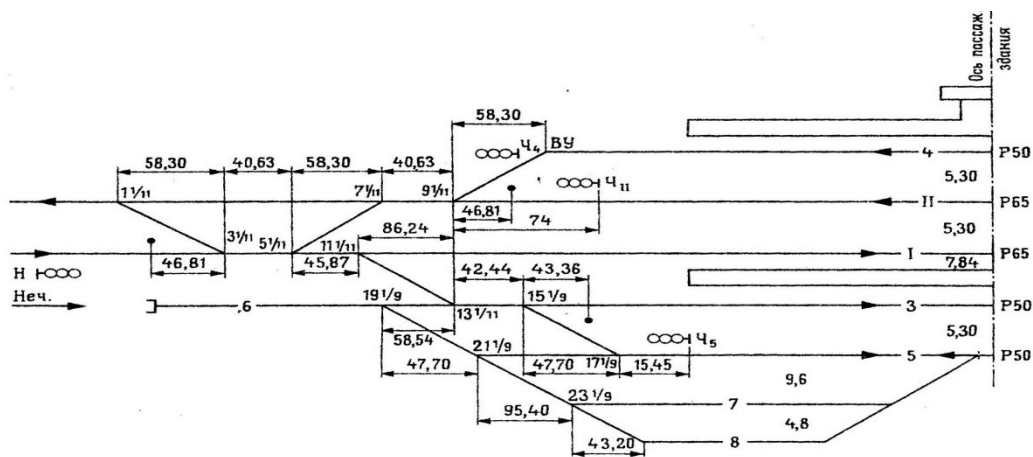 Ось пассаж
здания
58,30
58,30
40,63
58,30
40,63
ВУ
Ч4
4
Р50
1 1/11
7 1/11
9 1/11
Ч11
5,30
46,81
II
Р65
74
5,30
3 1/11
5 1/11
11 1/11
86,24
I
Р65
Н
46,81
45,87
42,44
43,36
7,84
Неч.
6
19 1/9
13 1/11
15 1/9
3
Р50
58,54
Ч5
5,30
21 1/9
17 1/9
5
Р50
47,70
47,70
15,45
9,6
95,40
23 1/9
7
4,8
43,20
8